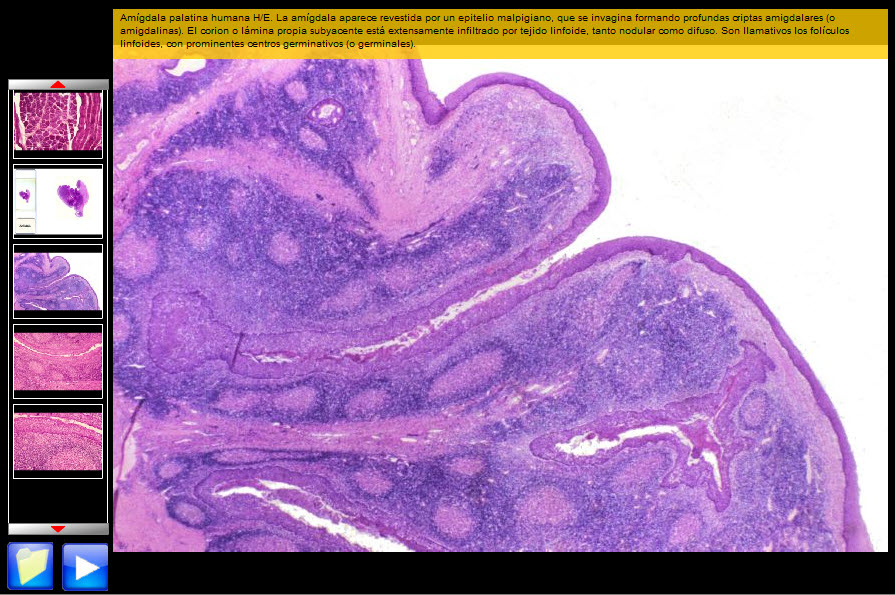 Amígdala palatina humana H/E. La amígdala aparece revestida por un epitelio malpigiano, que se invagina formando profundas criptas amigdalares (o
amigdalinas). El corion o lámina propia subyacente está extensamente infiltrado por tejido linfoide, tanto nodular como difuso. Son llamativos los folículos
linfoides, con prominentes centros germinativos (o germinales).